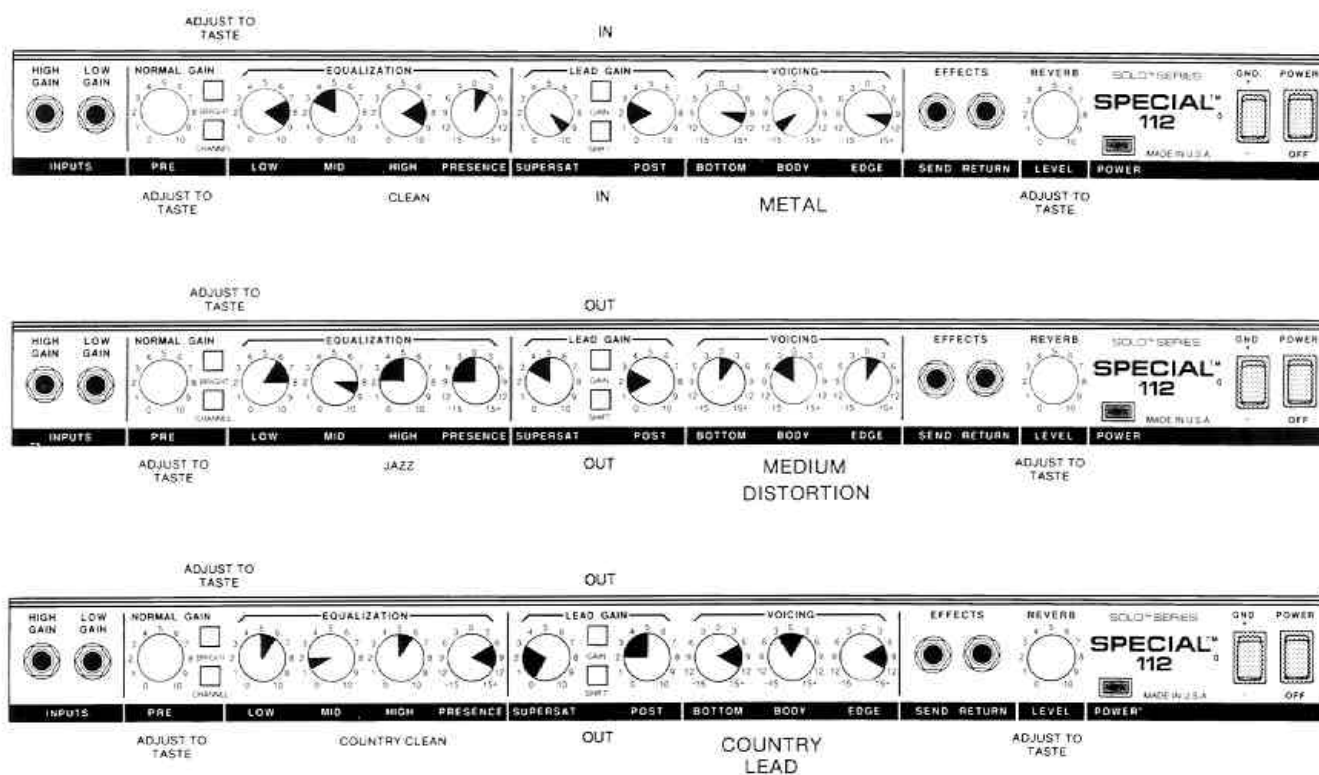 ADJUST TO
TASTE
IN
HIGH
GAIN
LOW
GAIN
NORMAL GAIN
EQUALIZATION
LEAD GAIN
VOICING
EFFECTS
REVERB
SOLO™ SERIES
GND.
POWER
BRIGHT
GAIN
SPECIAL™
112
CHANNEL
SHIFT
MADE IN U.S.A.
OFF
INPUTS
PRE
LOW
MID
HIGH
PRESENCE
SUPERSAT
POST
BOTTOM
BODY
EDGE
SEND RETURN
LEVEL
POWER
ADJUST TO
TASTE
CLEAN
IN
METAL
ADJUST TO
TASTE
ADJUST TO
TASTE
OUT
HIGH
GAIN
LOW
GAIN
NORMAL GAIN
EQUALIZATION
LEAD GAIN
VOICING
EFFECTS
REVERB
SOLO™ SERIES
GND
POWER
BRIGHT
GAIN
SPECIAL™
112
CHANNEL
SHIFT
MADE IN U.S.A.
OFF
INPUTS
PRE
LOW
MID
HIGH
PRESENCE
SUPERSAT
POST
BOTTOM
BODY
EDGE
SEND RETURN
LEVEL
POWER
ADJUST TO
TASTE
JAZZ
OUT
MEDIUM
DISTORTION
ADJUST TO
TASTE
ADJUST TO
TASTE
OUT
HIGH
GAIN
LOW
GAIN
NORMAL GAIN
EQUALIZATION
LEAD GAIN
VOICING
EFFECTS
REVERB
SOLO™ SERIES
GND
POWER
BRIGHT
GAIN
SPECIAL™
112
CHANNEL
SHIFT
MADE IN U.S.A
OFF
INPUTS
PRE
LOW
MID
HIGH
PRESENCE
SUPERSAT
POST
BOTTOM
BODY
EDGE
SEND RETURN
LEVEL
POWER
ADJUST TO
TASTE
COUNTRY CLEAN
OUT
COUNTRY
LEAD
ADJUST TO
TASTE